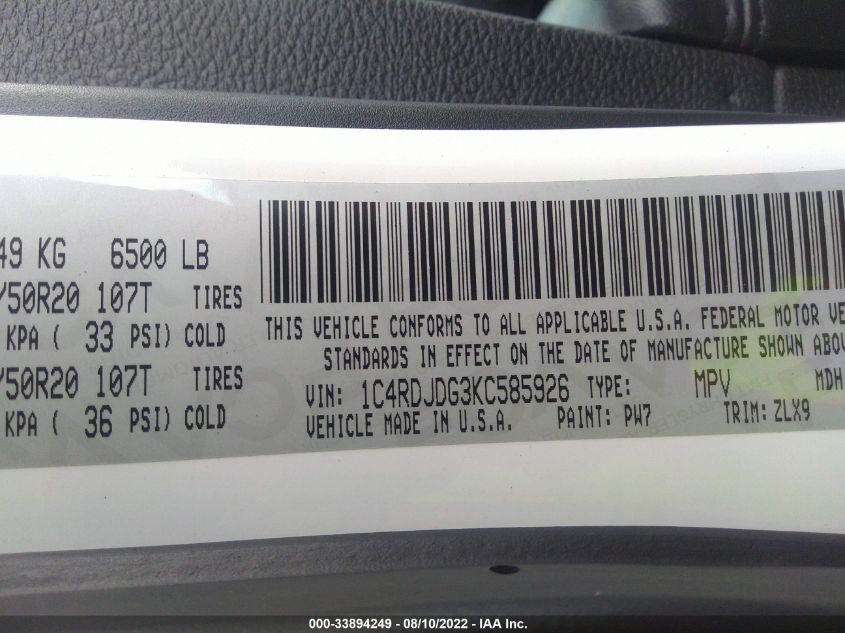 49 KG 6500 LB
/50R20 107T TIRES
KPA ( 33 PSI) COLD
/50R20 107T TIRES
KPA ( 36 PSI) COLD
THIS VEHICLE CONFORMS TO ALL APPLICABLE U.S.A. FEDERAL MOTOR VE
STANDARDS IN EFFECT ON THE DATE OF MANUFACTURE SHOWN ABOV
VIN: 1C4RDJDG3KC585926 TYPE: MPV MDH
VEHICLE MADE IN U.S.A. PAINT: PW7 TRIM: ZLX9
000-33894249 - 08/10/2022 - IAA Inc.